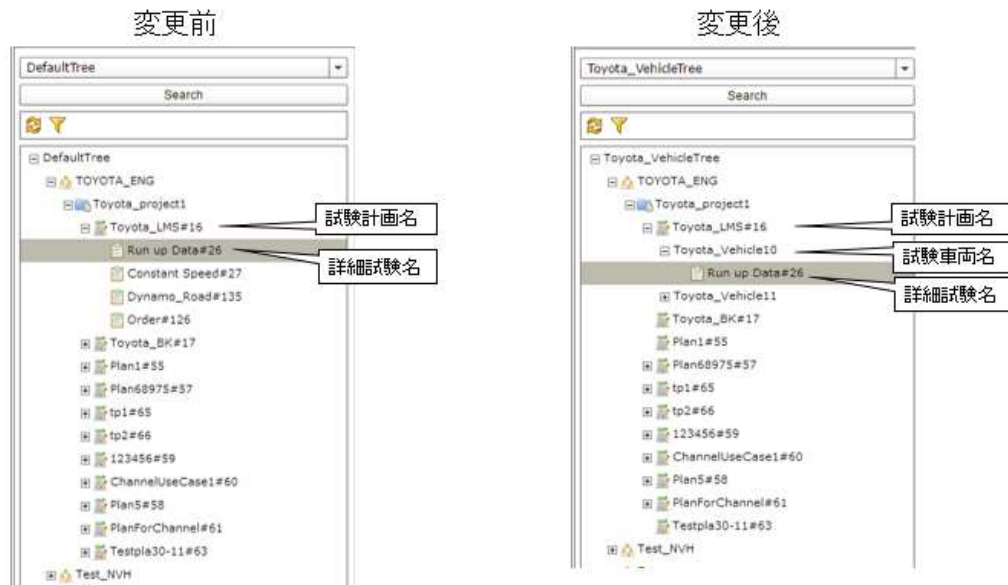 変更前
DefaultTree
Search
DefaultTree
TOYOTA_ENG
Toyota_project1
Toyota_LMS#16
試験計画名
Run up Data#26
詳細試験名
Constant Speed#27
Dynamo_Road#135
Order#126
Toyota_BK#17
Plan1#55
Plan68975#57
tp1#65
tp2#66
123456#59
ChannelUseCase1#60
Plan5#58
PlanForChannel#61
Testpla30-11#63
Test_NVH
変更後
Toyota_VehicleTree
Search
Toyota_VehicleTree
TOYOTA_ENG
Toyota_project1
Toyota_LMS#16
試験計画名
Toyota_Vehicle10
試験車両名
Run up Data#26
詳細試験名
Toyota_Vehicle11
Toyota_BK#17
Plan1#55
Plan68975#57
tp1#65
tp2#66
123456#59
ChannelUseCase1#60
Plan5#58
PlanForChannel#61
Testpla30-11#63
Test_NVH